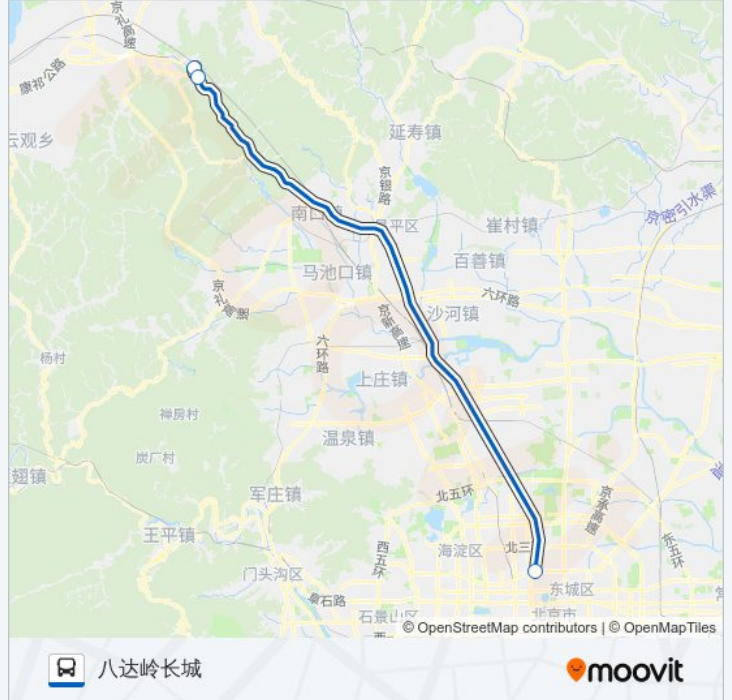 京礼高速
康祁公路
云观乡
延寿镇
京银路
京密引水渠
南口镇
昌平区
崔村镇
百善镇
马池口镇
六环路
京礼高速
沙河镇
京新高速
六环路
杨村
上庄镇
禅房村
温泉镇
炭厂村
翅镇
军庄镇
北五环
京承高速
王平镇
北三
海淀区
西五环
东五环
门头沟区
东城区
阜石路
石景山区
北京市
© OpenStreetMap contributors | © OpenMapTiles
八达岭长城
moovit